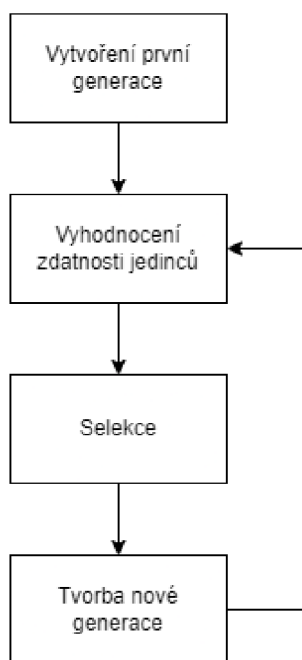 Vytvoření první
generace
Vyhodnocení
zdatnosti jedinců
Selekce
Tvorba nové
generace